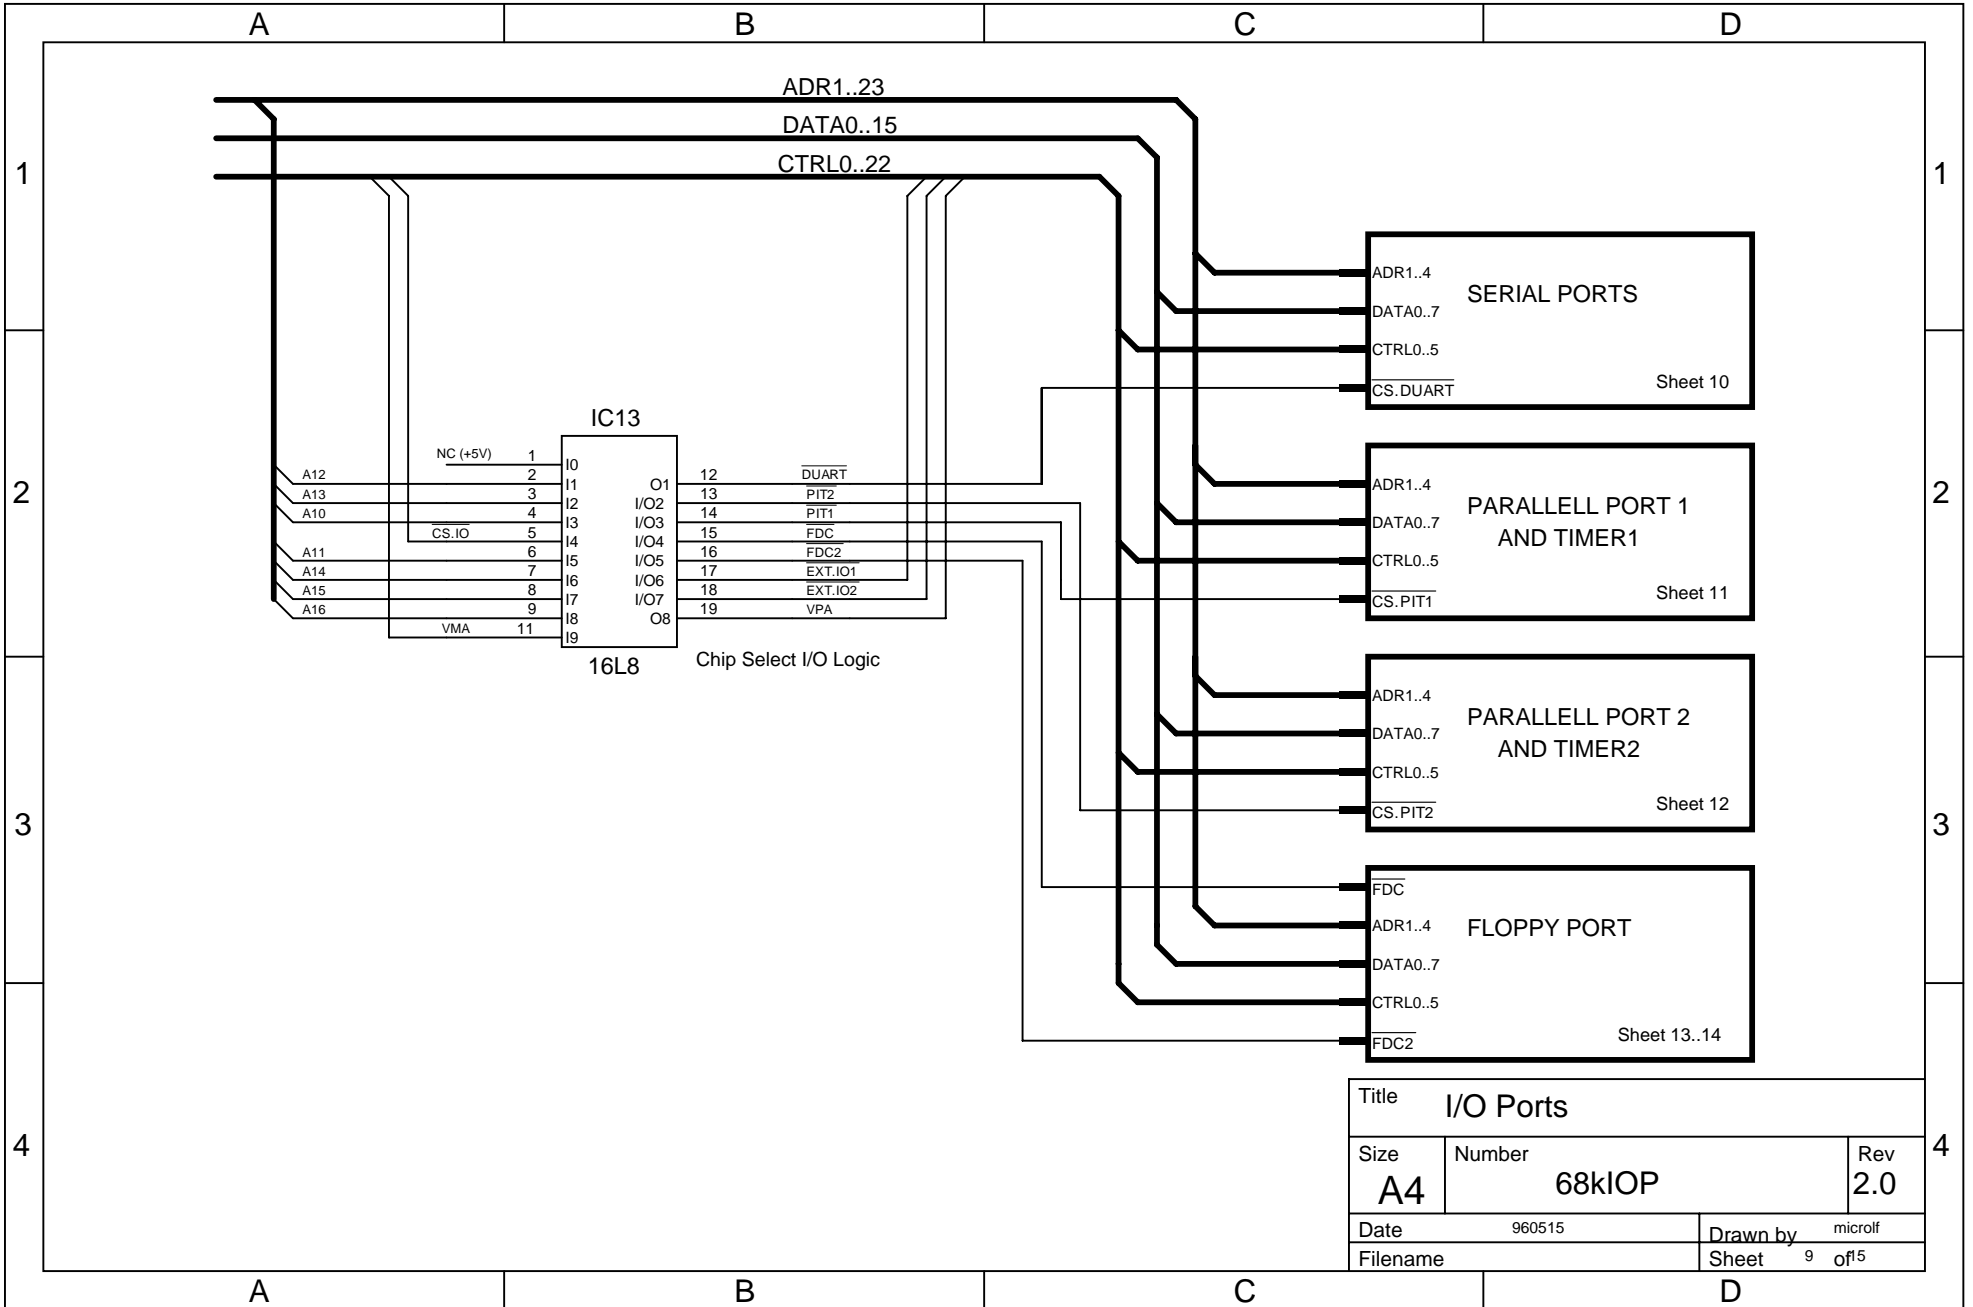 A B C D
ADR1..23
DATA0..15
CTRL0..22
1 1
ADR1..4
SERIAL PORTS
DATA0..7
CTRL0..5
CS.DUART
Sheet 10
IC13
NC (+5V) 1 I0
A12 2 I1
A13 3 I2
A10 4 I3
CS.IO 5 I4
A11 6 I5
A14 7 I6
A15 8 I7
A16 9 I8
VMA 11 I9
O1 12 DUART
I/O2 13 PIT2
I/O3 14 PIT1
I/O4 15 FDC
I/O5 16 FDC2
I/O6 17 EXT.IO1
I/O7 18 EXT.IO2
O8 19 VPA
16L8
Chip Select I/O Logic
2 2
ADR1..4
PARALLELL PORT 1
AND TIMER1
DATA0..7
CTRL0..5
CS.PIT1
Sheet 11
ADR1..4
PARALLELL PORT 2
AND TIMER2
DATA0..7
CTRL0..5
CS.PIT2
Sheet 12
3 3
FDC
ADR1..4
FLOPPY PORT
DATA0..7
CTRL0..5
FDC2
Sheet 13..14
4 4
Title I/O Ports
Size A4
Number 68kIOP
Rev 2.0
Date 960515
Drawn by microlf
Filename
Sheet 9 of 15
A B C D